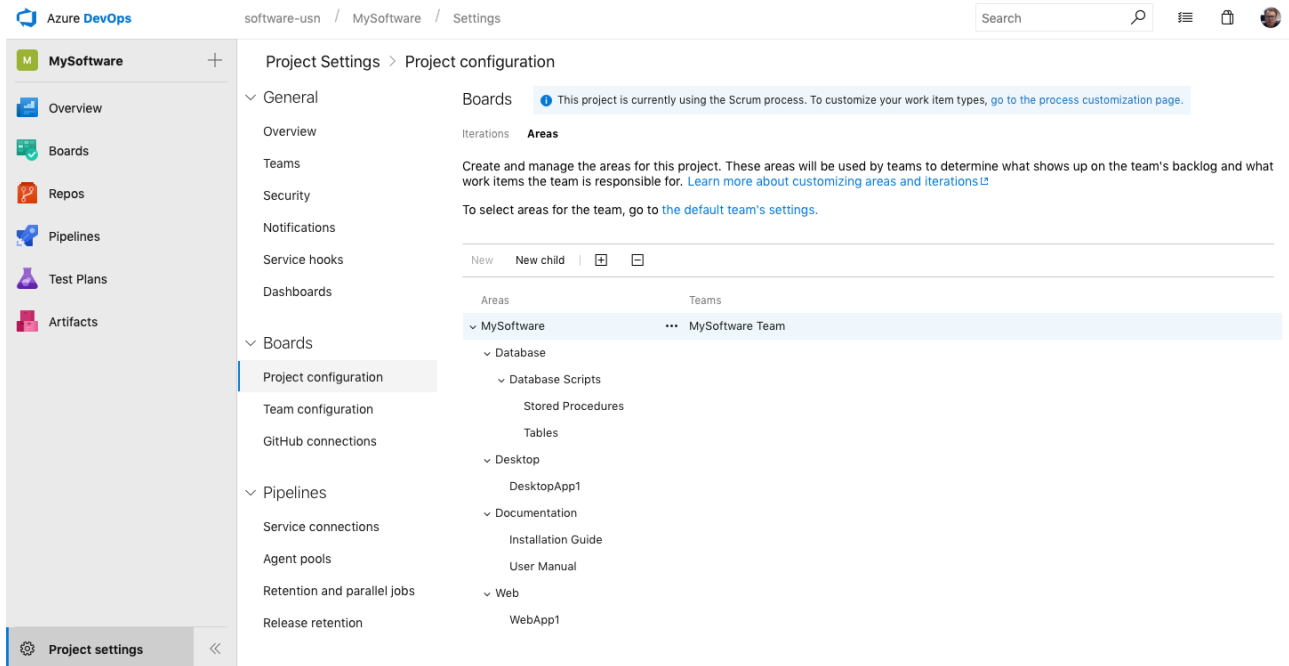 Azure DevOps
software-usn / MySoftware / Settings
Search
M MySoftware
Overview
Boards
Repos
Pipelines
Test Plans
Artifacts
Project settings
Project Settings > Project configuration
General
Overview
Teams
Security
Notifications
Service hooks
Dashboards
Boards
Project configuration
Team configuration
GitHub connections
Pipelines
Service connections
Agent pools
Retention and parallel jobs
Release retention
Boards
This project is currently using the Scrum process. To customize your work item types, go to the process customization page.
Iterations Areas
Create and manage the areas for this project. These areas will be used by teams to determine what shows up on the team's backlog and what
work items the team is responsible for. Learn more about customizing areas and iterations
To select areas for the team, go to the default team's settings.
New New child
Areas Teams
MySoftware ••• MySoftware Team
Database
Database Scripts
Stored Procedures
Tables
Desktop
DesktopApp1
Documentation
Installation Guide
User Manual
Web
WebApp1